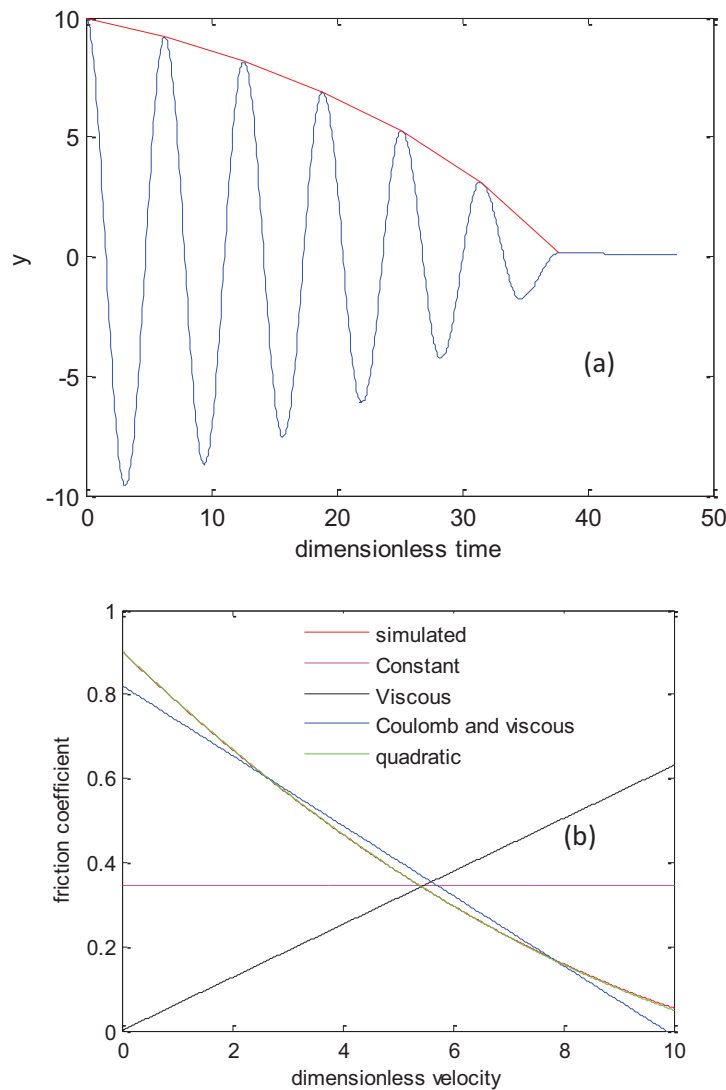 10
5
y
0
-5
(a)
-10
0 10 20 30 40 50
dimensionless time
1
simulated
Constant
0.8
Viscous
Coulomb and viscous
quadratic
0.6
friction coefficient
(b)
0.4
0.2
0
0 2 4 6 8 10
dimensionless velocity